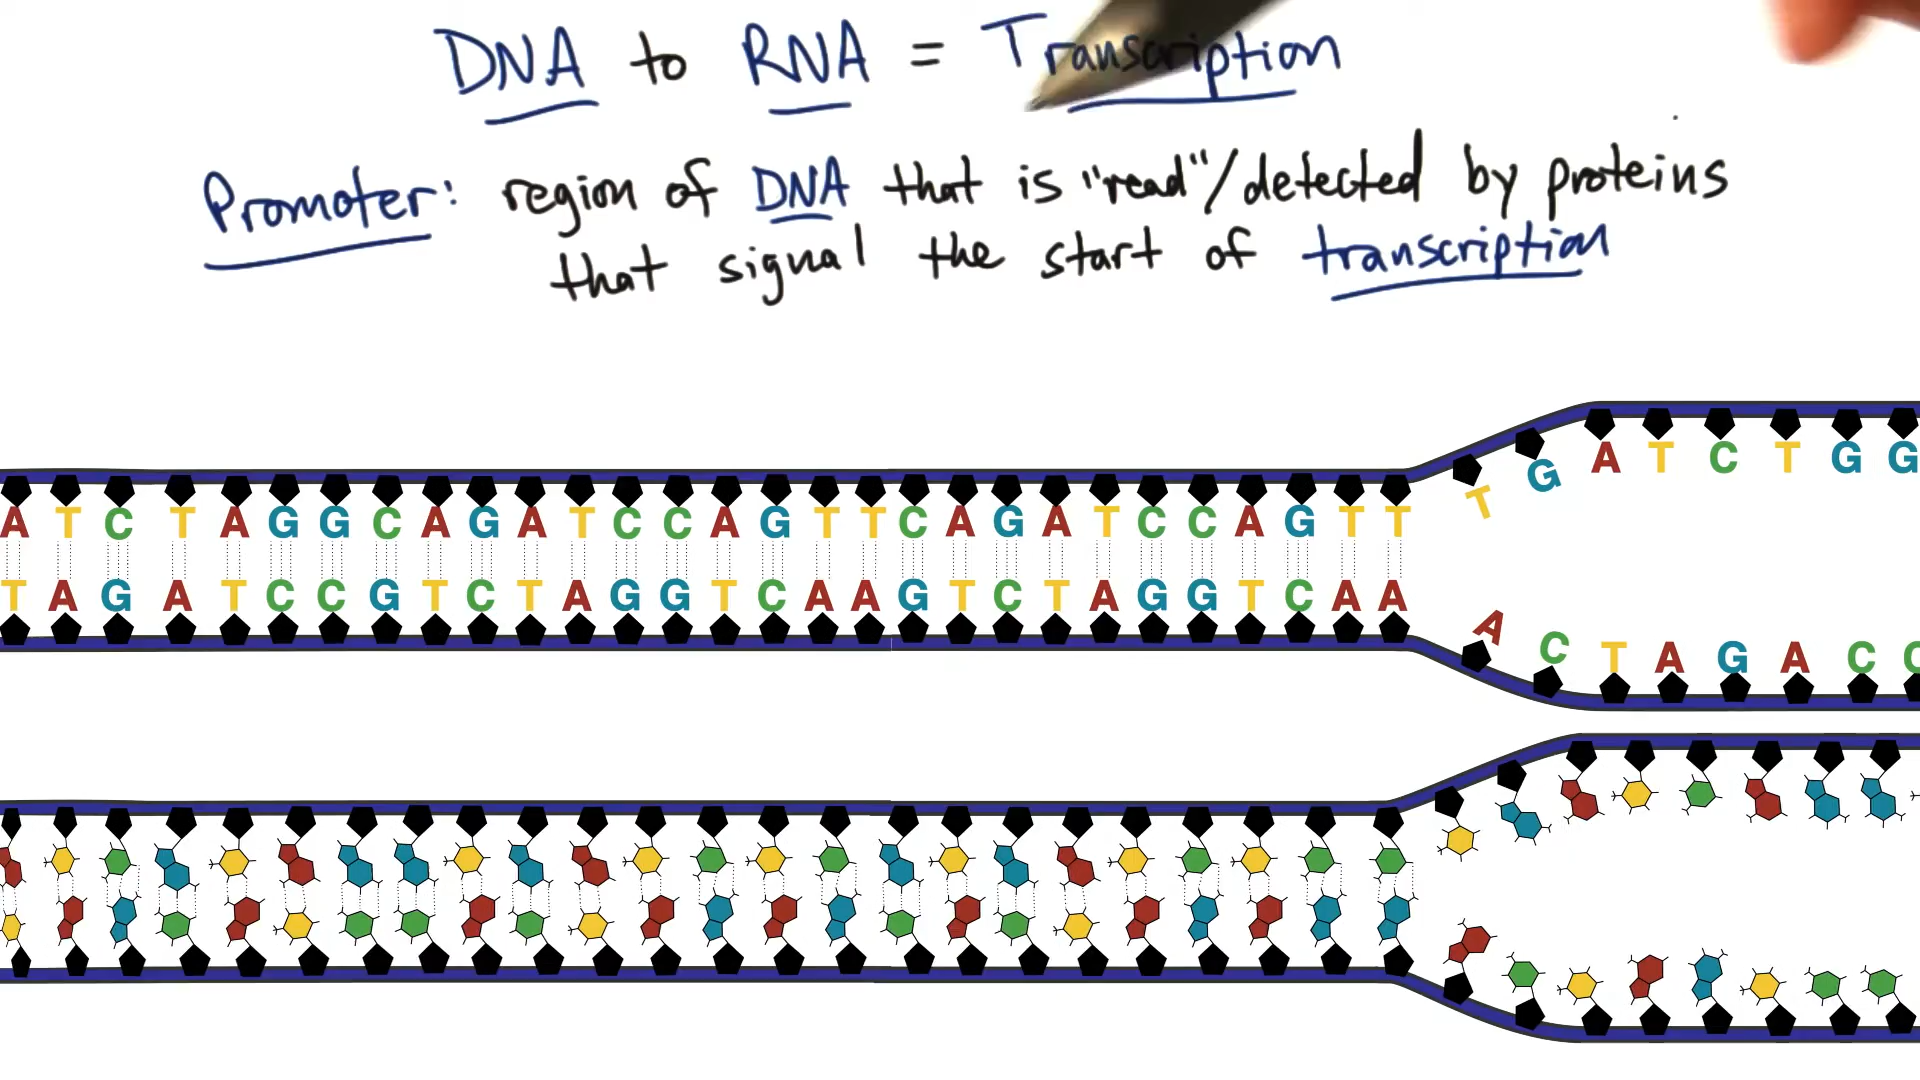 DNA to RNA = Transcription
Promoter: region of DNA that is "read"/detected by proteins
that signal the start of transcription
A T C T A G G C A G A T C C A G T T C A G A T C C A G T T T G A T C T G G
T A G A T C C G T C T A G G T C A A G T C T A G G T C A A A C T A G A C C